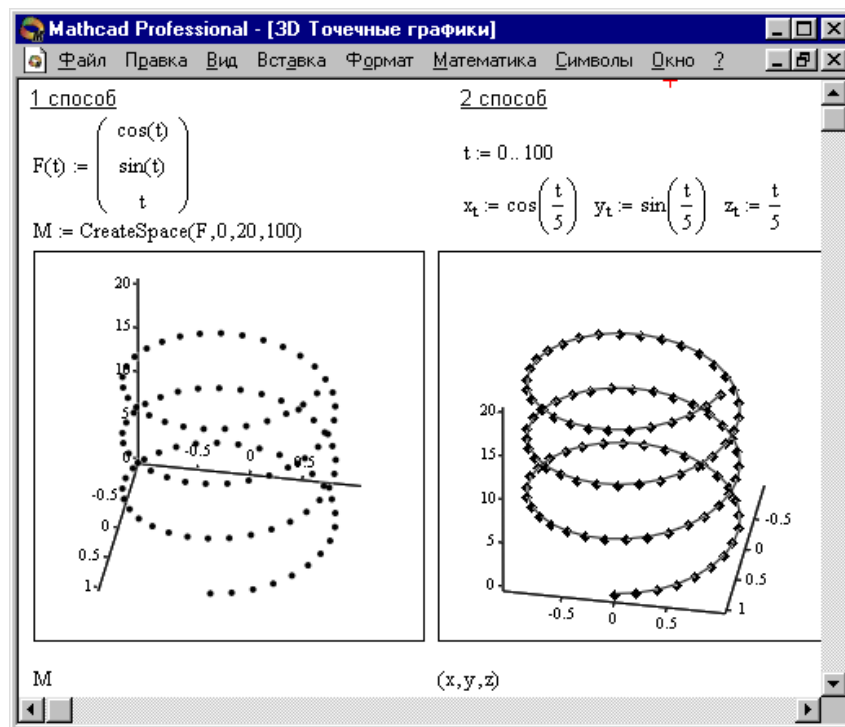 Mathcad Professional - [3D Точечные графики]
Файл Правка Вид Вставка Формат Математика Символы Окно ?
1 способ
F(t) := ( cos(t) sin(t) t )
M := CreateSpace(F,0,20,100)
20
15
10
5
0
-0.5
0
0.5
-0.5
0
0.5
1
M
2 способ
t := 0..100
x_t := cos(t/5) y_t := sin(t/5) z_t := t/5
20
15
10
5
0
-0.5
0
0.5
-0.5
0
0.5
1
(x,y,z)